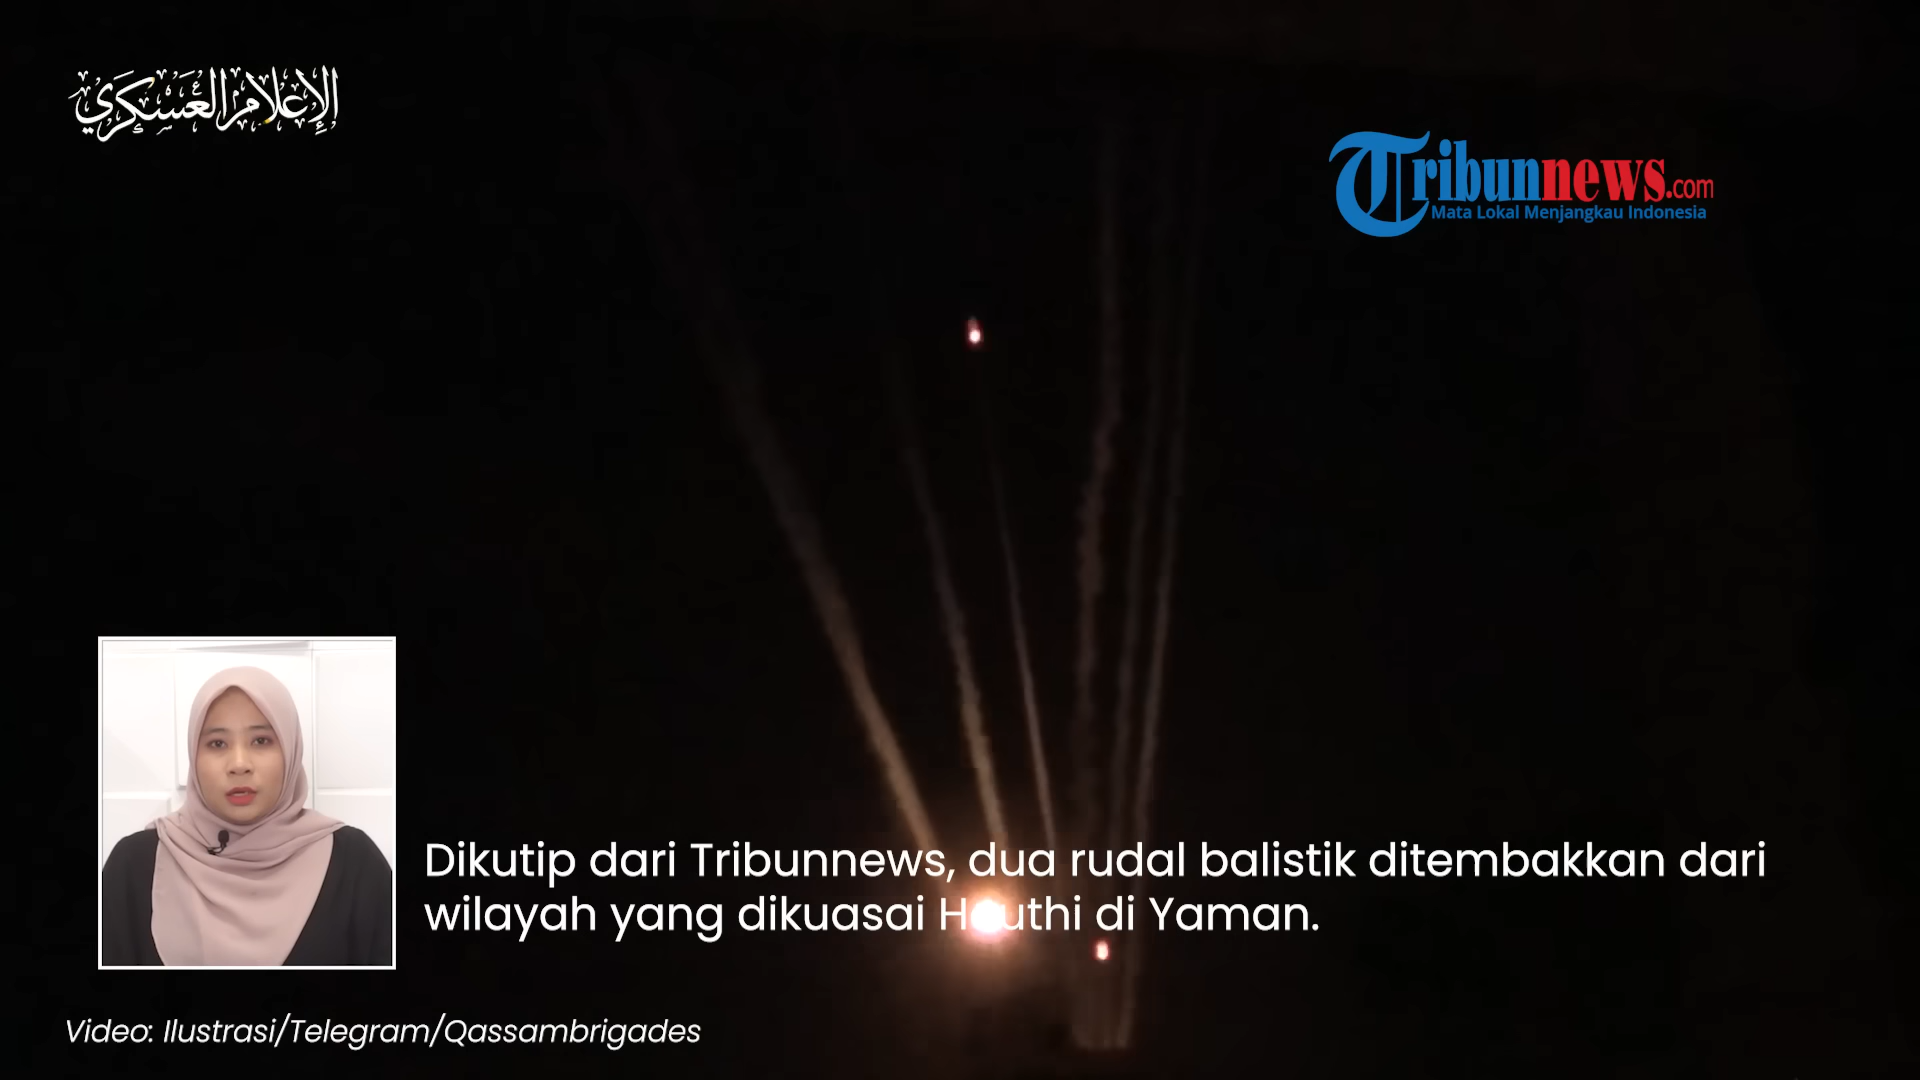 الإعلام العسكري
Tribunnews.com
Mata Lokal Menjangkau Indonesia
Dikutip dari Tribunnews, dua rudal balistik ditembakkan dari
wilayah yang dikuasai Houthi di Yaman.
Video: Ilustrasi/Telegram/Qassambrigades